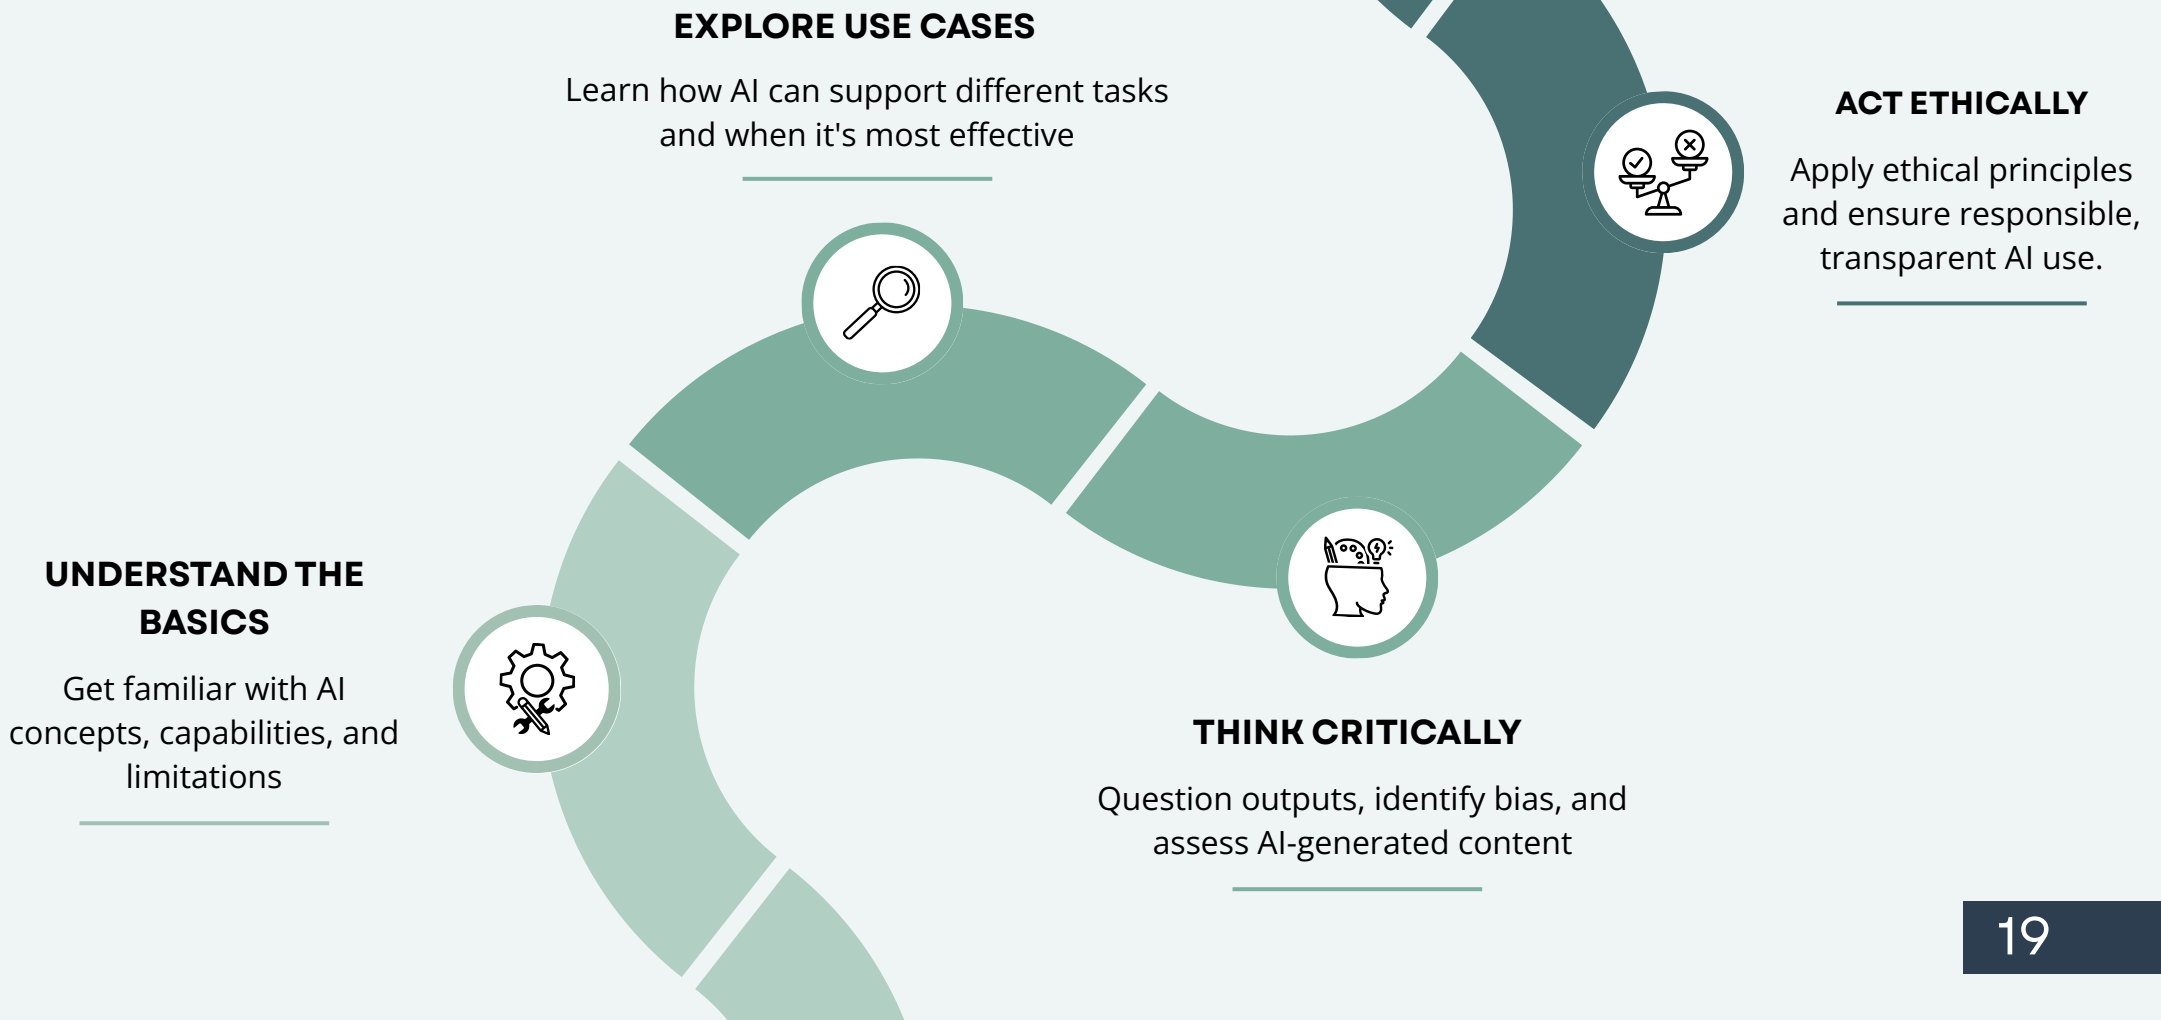 EXPLORE USE CASES
Learn how AI can support different tasks
and when it's most effective
ACT ETHICALLY
Apply ethical principles
and ensure responsible,
transparent AI use.
UNDERSTAND THE
BASICS
Get familiar with AI
concepts, capabilities, and
limitations
THINK CRITICALLY
Question outputs, identify bias, and
assess AI-generated content
19